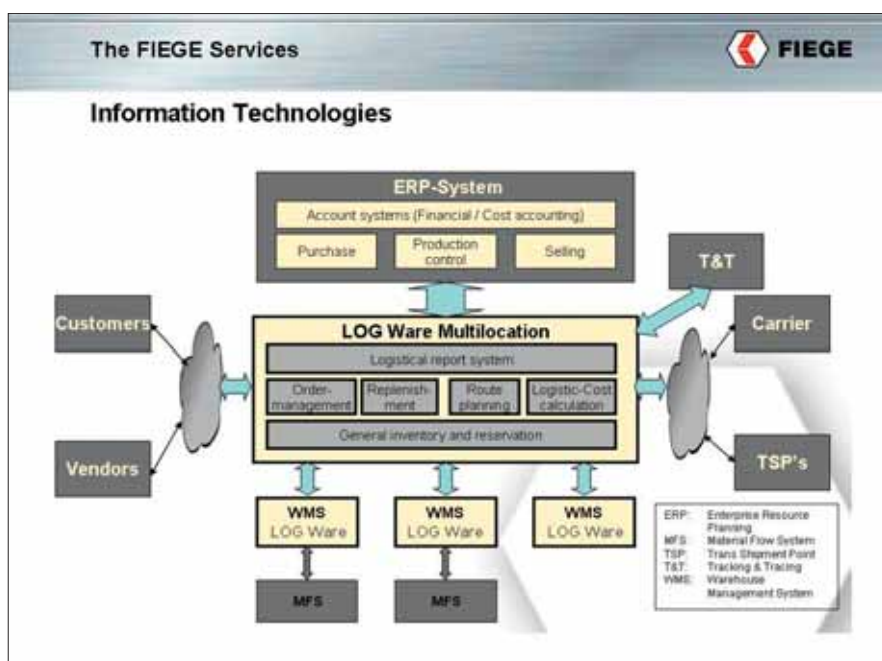 The FIEGE Services
FIEGE
Information Technologies
ERP-System
Account systems (Financial / Cost accounting)
Purchase
Production
control
Selling
T&T
Customers
Carrier
LOG Ware Multilocation
Logistical report system
Order-
management
Replenish-
ment
Route
planning
Logistic-Cost
calculation
General inventory and reservation
Vendors
TSP's
WMS
LOG Ware
WMS
LOG Ware
WMS
LOG Ware
MFS
MFS
ERP: Enterprise Resource
Planning
MFS: Material Flow System
TSP: Trans Shipment Point
T&T: Tracking & Tracing
WMS: Warehouse
Management System